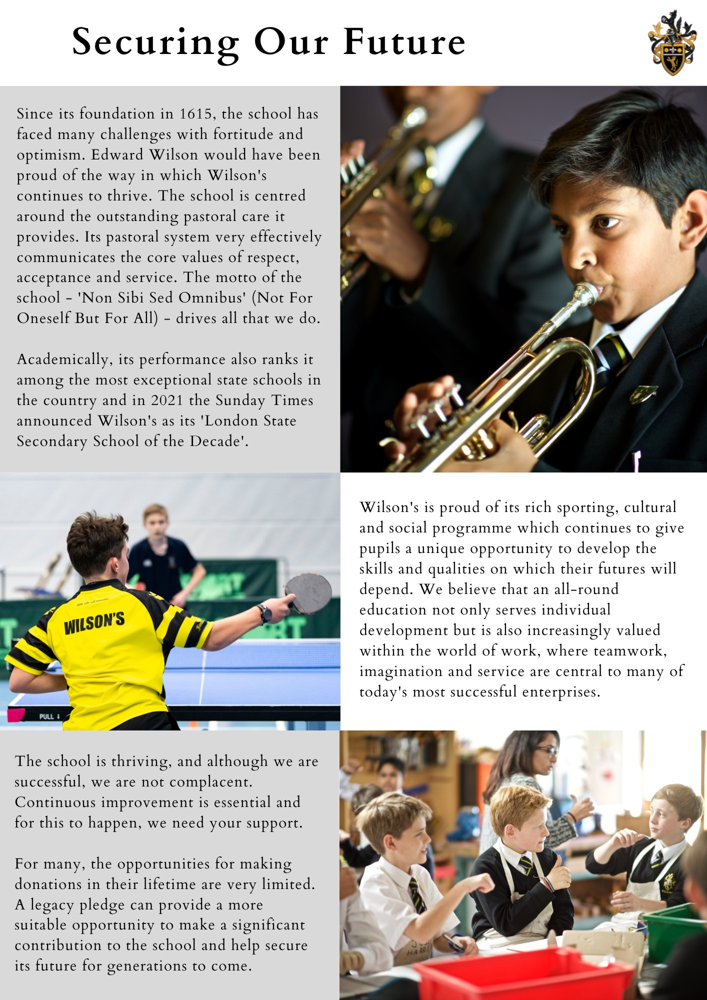 Securing Our Future
Since its foundation in 1615, the school has
faced many challenges with fortitude and
optimism. Edward Wilson would have been
proud of the way in which Wilson's
continues to thrive. The school is centred
around the outstanding pastoral care it
provides. Its pastoral system very effectively
communicates the core values of respect,
acceptance and service. The motto of the
school - 'Non Sibi Sed Omnibus' (Not For
Oneself But For All) - drives all that we do.
Academically, its performance also ranks it
among the most exceptional state schools in
the country and in 2021 the Sunday Times
announced Wilson's as its 'London State
Secondary School of the Decade'.
WILSON'S
PULL ↓
Wilson's is proud of its rich sporting, cultural
and social programme which continues to give
pupils a unique opportunity to develop the
skills and qualities on which their futures will
depend. We believe that an all-round
education not only serves individual
development but is also increasingly valued
within the world of work, where teamwork,
imagination and service are central to many of
today's most successful enterprises.
The school is thriving, and although we are
successful, we are not complacent.
Continuous improvement is essential and
for this to happen, we need your support.
For many, the opportunities for making
donations in their lifetime are very limited.
A legacy pledge can provide a more
suitable opportunity to make a significant
contribution to the school and help secure
its future for generations to come.